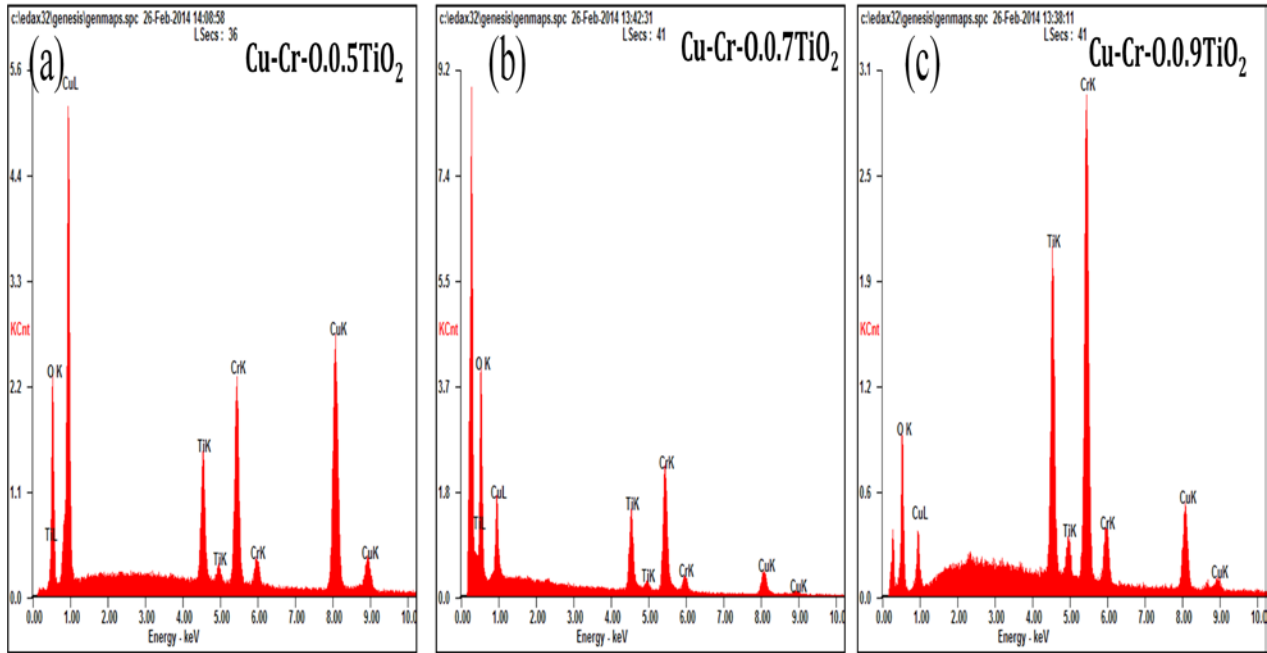 c:\edax32\genesis\genmaps.spc 26-Feb-2014 14:08:58
LSecs : 36
(a)
Cu-Cr-O.0.5TiO₂
5.6
4.4
3.3
KCnt
2.2
1.1
0.0
CuL
O K
TiL
TiK
TiK
CrK
CrK
CuK
CuK
0.00 1.00 2.00 3.00 4.00 5.00 6.00 7.00 8.00 9.00 10.0
Energy - keV
c:\edax32\genesis\genmaps.spc 26-Feb-2014 13:42:31
LSecs : 41
(b)
Cu-Cr-O.0.7TiO₂
9.2
7.4
5.5
KCnt
3.7
1.8
0.0
O K
TiL
CuL
TiK
TiK
CrK
CrK
CuK
CuK
0.00 1.00 2.00 3.00 4.00 5.00 6.00 7.00 8.00 9.00 10.0
Energy - keV
c:\edax32\genesis\genmaps.spc 26-Feb-2014 13:38:11
LSecs : 41
(c)
Cu-Cr-O.0.9TiO₂
3.1
2.5
1.9
KCnt
1.2
0.6
0.0
O K
CuL
TiK
TiK
CrK
CrK
CuK
CuK
0.00 1.00 2.00 3.00 4.00 5.00 6.00 7.00 8.00 9.00 10.0
Energy - keV